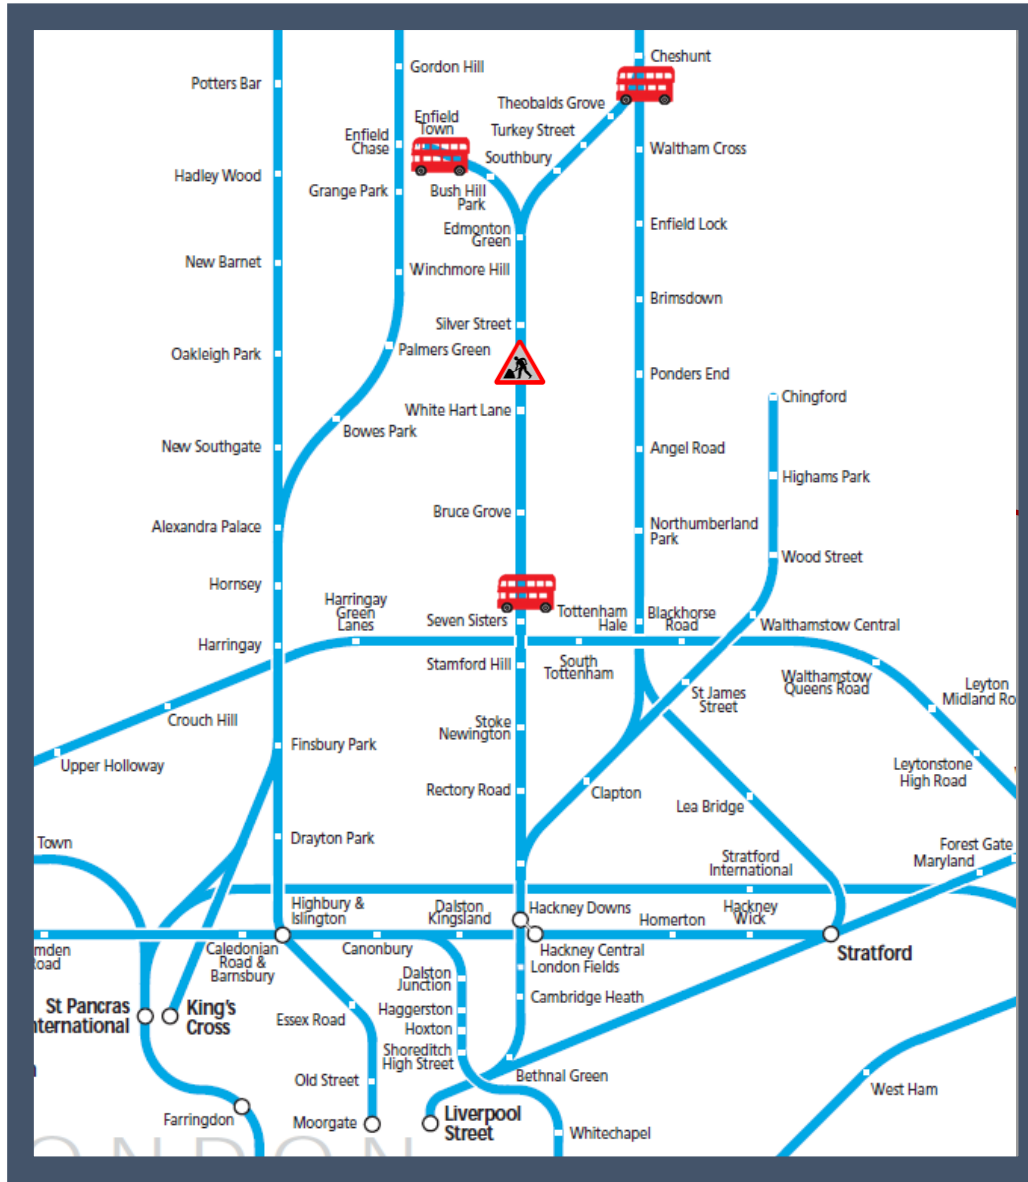 Cheshunt
Gordon Hill
Potters Bar
Theobalds Grove
Enfield
Town
Turkey Street
Enfield
Chase
Waltham Cross
Southbury
Hadley Wood
Grange Park
Bush Hill
Park
Enfield Lock
Edmonton
Green
New Barnet
Winchmore Hill
Brimsdown
Silver Street
Oakleigh Park
Palmers Green
Ponders End
Chingford
White Hart Lane
Bowes Park
New Southgate
Angel Road
Highams Park
Bruce Grove
Alexandra Palace
Northumberland
Park
Wood Street
Hornsey
Harringay
Green
Lanes
Seven Sisters
Tottenham
Hale
Blackhorse
Road
Walthamstow Central
Harringay
Stamford Hill
South
Tottenham
St James
Street
Walthamstow
Queens Road
Leyton
Midland Ro
Crouch Hill
Stoke
Newington
Finsbury Park
Upper Holloway
Leytonstone
High Road
Rectory Road
Clapton
Lea Bridge
Drayton Park
Town
Forest Gate
Maryland
Stratford
International
Highbury &
Islington
Dalston
Kingsland
Hackney Downs
Homerton
Hackney
Wick
mden
Road
Caledonian
Road &
Barnsbury
Canonbury
Hackney Central
Stratford
London Fields
Dalston
Junction
Cambridge Heath
St Pancras
nternational
King's
Cross
Haggerston
Essex Road
Hoxton
Shoreditch
High Street
Bethnal Green
Old Street
West Ham
Farringdon
Moorgate
Liverpool
Street
Whitechapel
ONDON